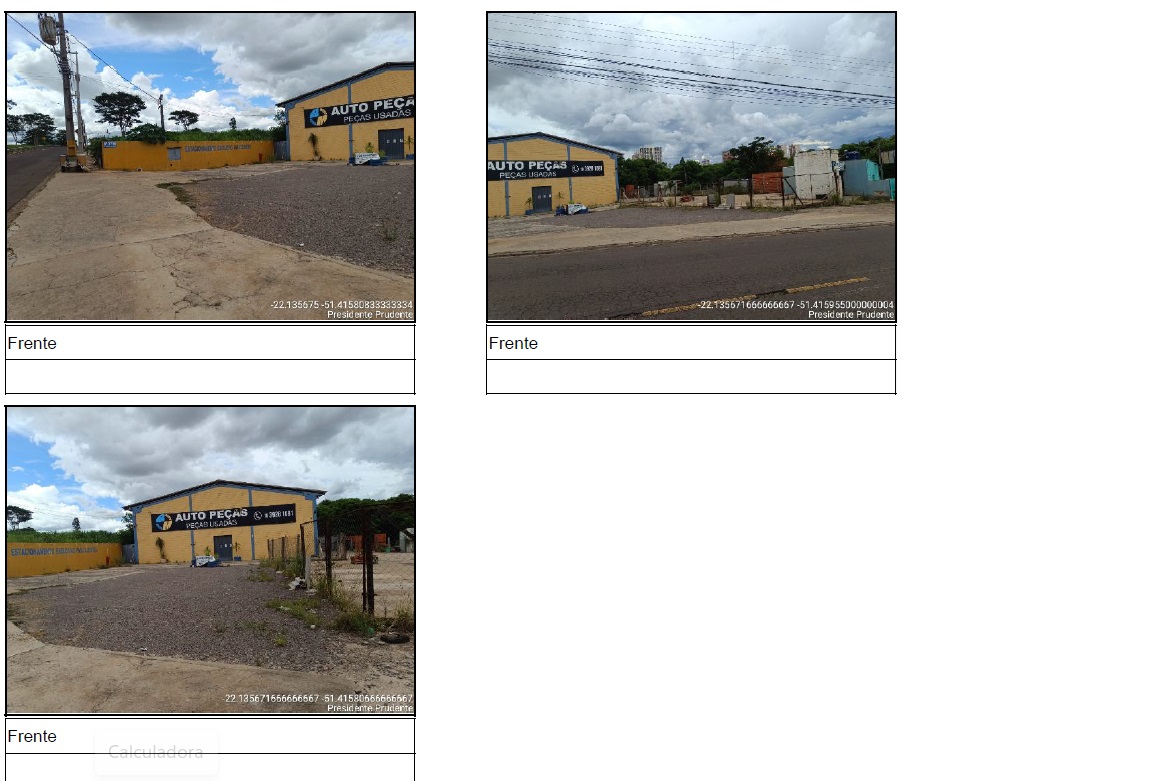 AUTO PEÇA
PEÇAS USADAS
-22.135575 -51.41580833333334
Presidente Prudente
Frente
AUTO PEÇAS
PEÇAS USADAS
-22.135671666666667 -51.415955000000004
Presidente Prudente
Frente
ESTACIONAMENTO
AUTO PEÇAS
PEÇAS USADAS
-22.135671666666667 -51.41580666666667
Presidente Prudente
Frente
Calculadora